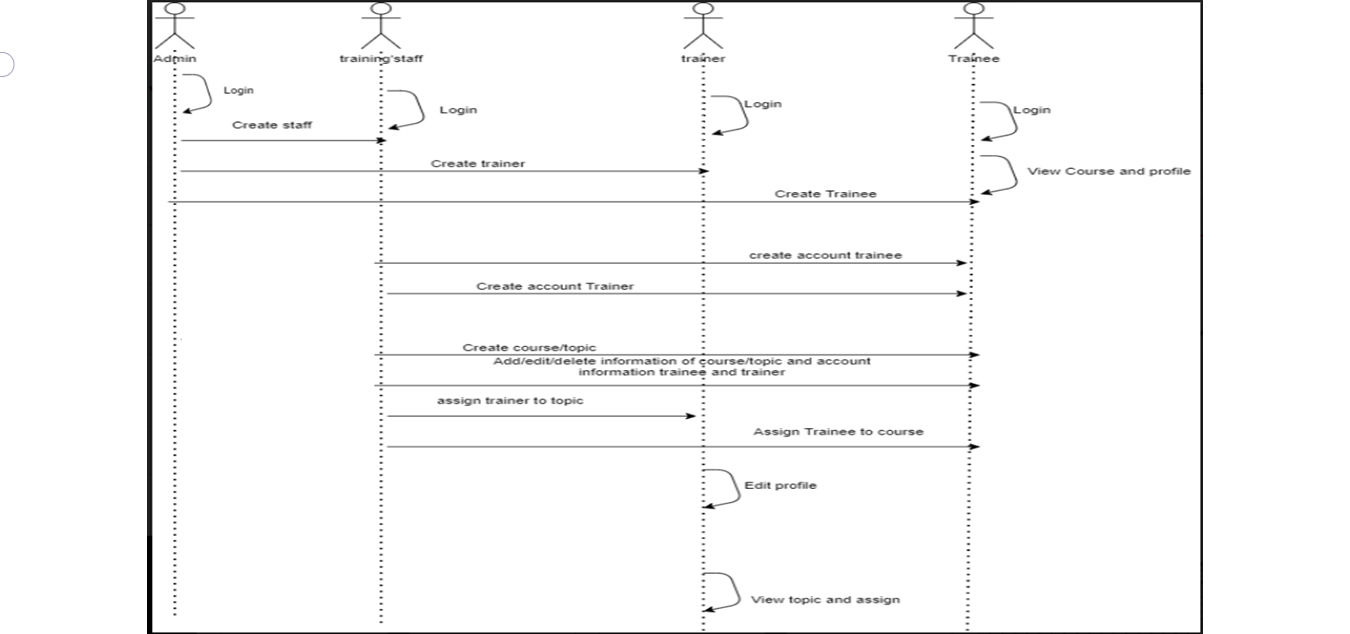 Admin
training staff
trainer
Trainee
Login
Login
Login
Login
Create staff
Create trainer
View Course and profile
Create Trainee
create account trainee
Create account Trainer
Create course/topic
Add/edit/delete information of course/topic and account
information trainee and trainer
assign trainer to topic
Assign Trainee to course
Edit profile
View topic and assign